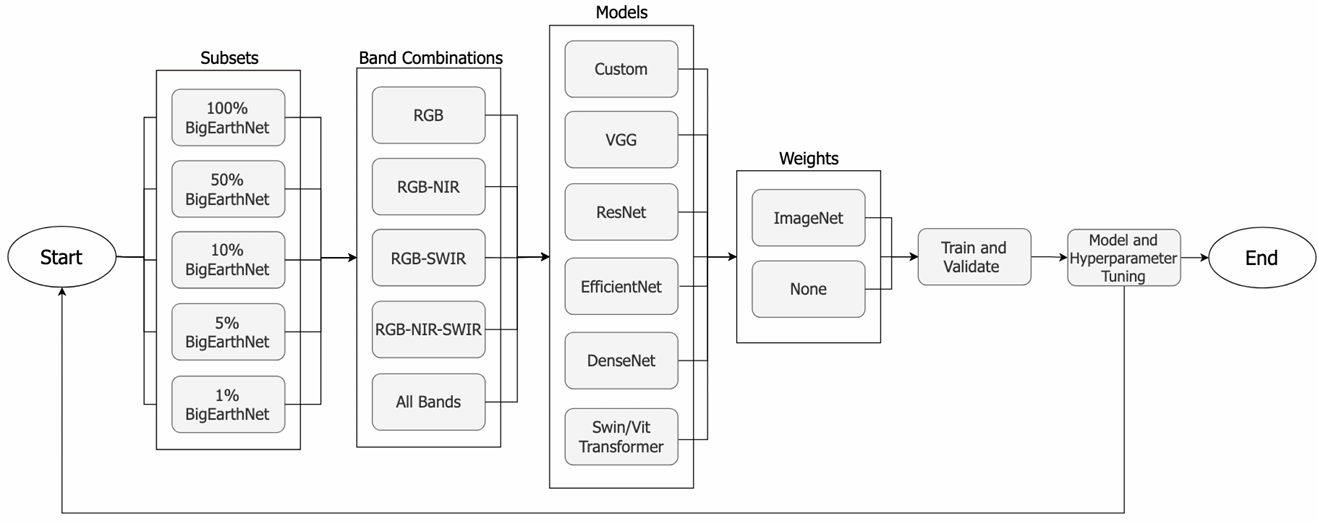 Start
Subsets
100%
BigEarthNet
50%
BigEarthNet
10%
BigEarthNet
5%
BigEarthNet
1%
BigEarthNet
Band Combinations
RGB
RGB-NIR
RGB-SWIR
RGB-NIR-SWIR
All Bands
Models
Custom
VGG
ResNet
EfficientNet
DenseNet
Swin/Vit
Transformer
Weights
ImageNet
None
Train and
Validate
Model and
Hyperparameter
Tuning
End